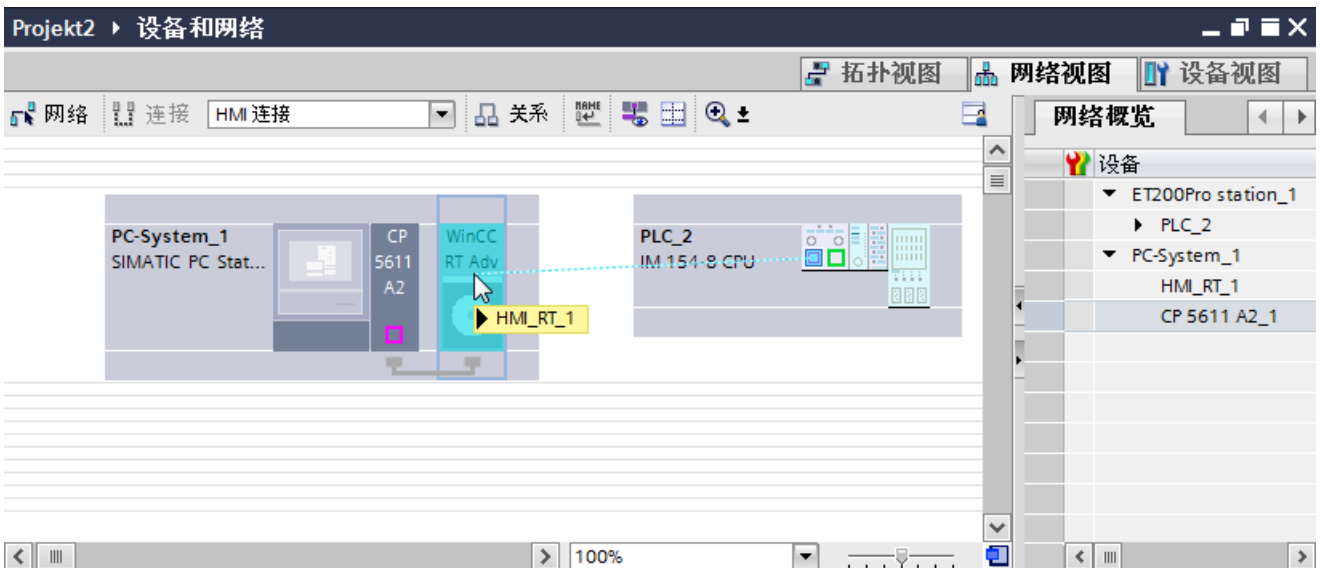 Projekt2 ▸ 设备和网络
拓扑视图 网络视图 设备视图
网络 连接 HMI 连接 关系 NAME 网络概览
设备
ET200Pro station_1
PLC_2
PC-System_1
HMI_RT_1
CP 5611 A2_1
PC-System_1
SIMATIC PC Stat...
CP
5611
A2
WinCC
RT Adv
HMI_RT_1
PLC_2
IM 154-8 CPU
100%